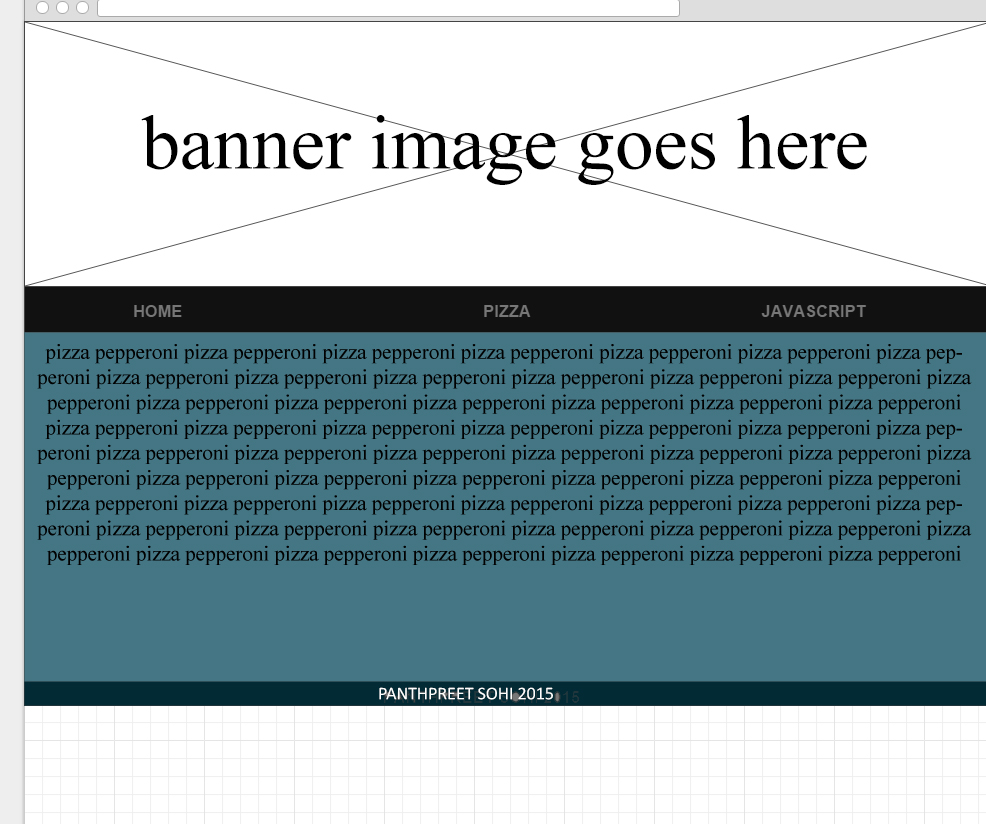 banner image goes here
HOME PIZZA JAVASCRIPT
pizza pepperoni pizza pepperoni pizza pepperoni pizza pepperoni pizza pepperoni pizza pepperoni pizza pep-
peroni pizza pepperoni pizza pepperoni pizza pepperoni pizza pepperoni pizza pepperoni pizza pepperoni pizza
pepperoni pizza pepperoni pizza pepperoni pizza pepperoni pizza pepperoni pizza pepperoni pizza pepperoni
pizza pepperoni pizza pepperoni pizza pepperoni pizza pepperoni pizza pepperoni pizza pepperoni pizza pep-
peroni pizza pepperoni pizza pepperoni pizza pepperoni pizza pepperoni pizza pepperoni pizza pepperoni pizza
pepperoni pizza pepperoni pizza pepperoni pizza pepperoni pizza pepperoni pizza pepperoni pizza pepperoni
pizza pepperoni pizza pepperoni pizza pepperoni pizza pepperoni pizza pepperoni pizza pepperoni pizza pep-
peroni pizza pepperoni pizza pepperoni pizza pepperoni pizza pepperoni pizza pepperoni pizza pepperoni pizza
pepperoni pizza pepperoni pizza pepperoni pizza pepperoni pizza pepperoni pizza pepperoni pizza pepperoni
PANTHPREET SOHI 2015